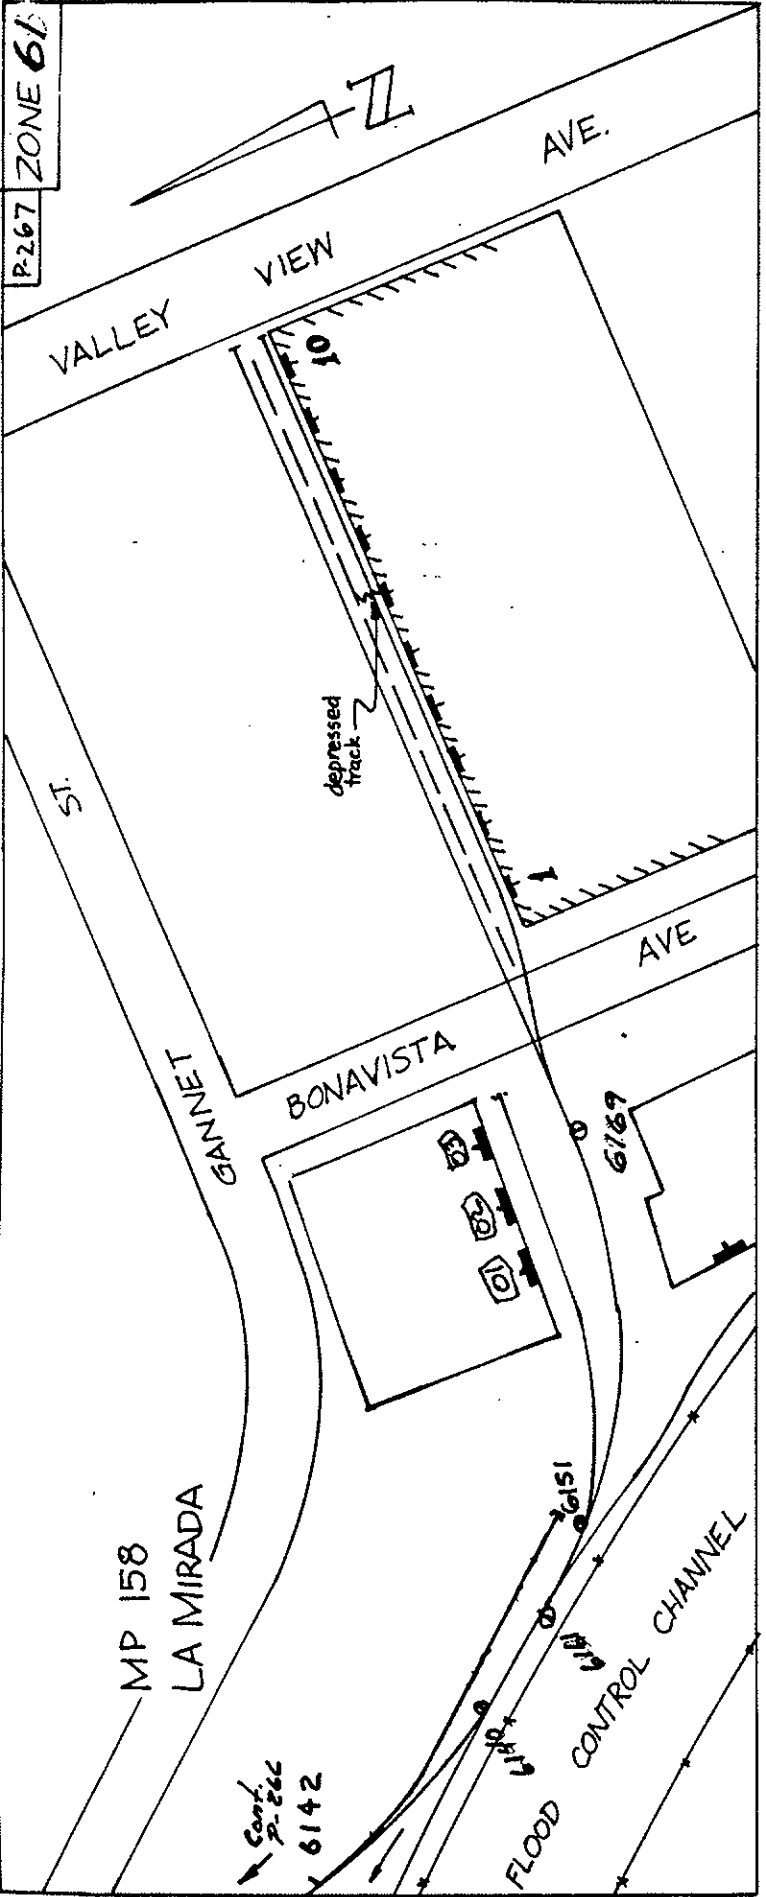 P-267 ZONE 61
N
VALLEY VIEW AVE.
10
depressed
track
1
ST.
GANNET
BONAVISTA AVE
03
02
01
6169
6151
MP 158
LA MIRADA
Cont.
P-266
6142
FLOOD CONTROL CHANNEL